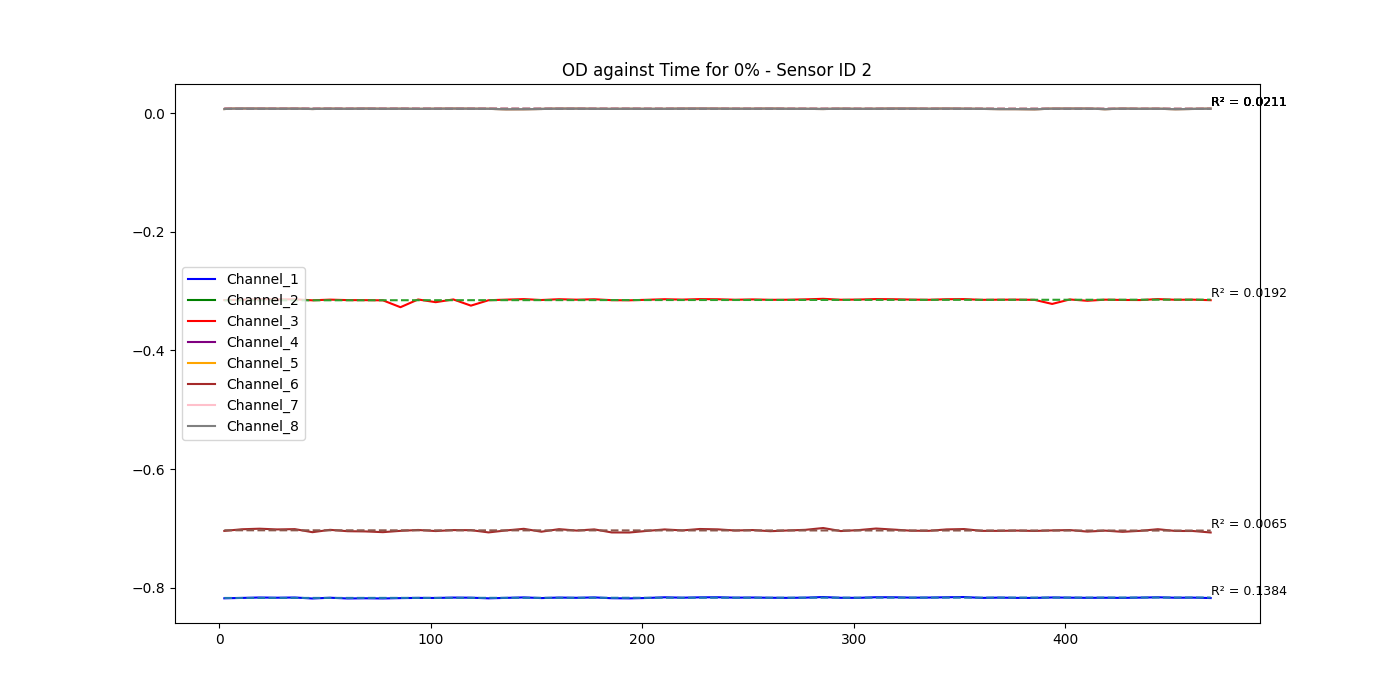 OD against Time for 0% - Sensor ID 2
0.0
−0.2
−0.4
−0.6
−0.8
R² = 0.0211
R² = 0.0192
R² = 0.0065
R² = 0.1384
Channel_1
Channel_2
Channel_3
Channel_4
Channel_5
Channel_6
Channel_7
Channel_8
0
100
200
300
400